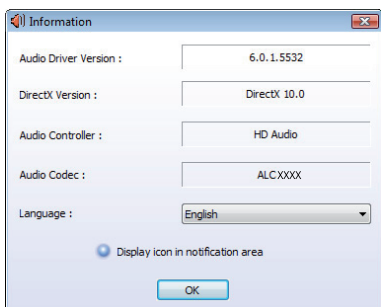 Information
Audio Driver Version : 6.0.1.5532
DirectX Version : DirectX 10.0
Audio Controller : HD Audio
Audio Codec : ALCXXXX
Language : English
Display icon in notification area
OK